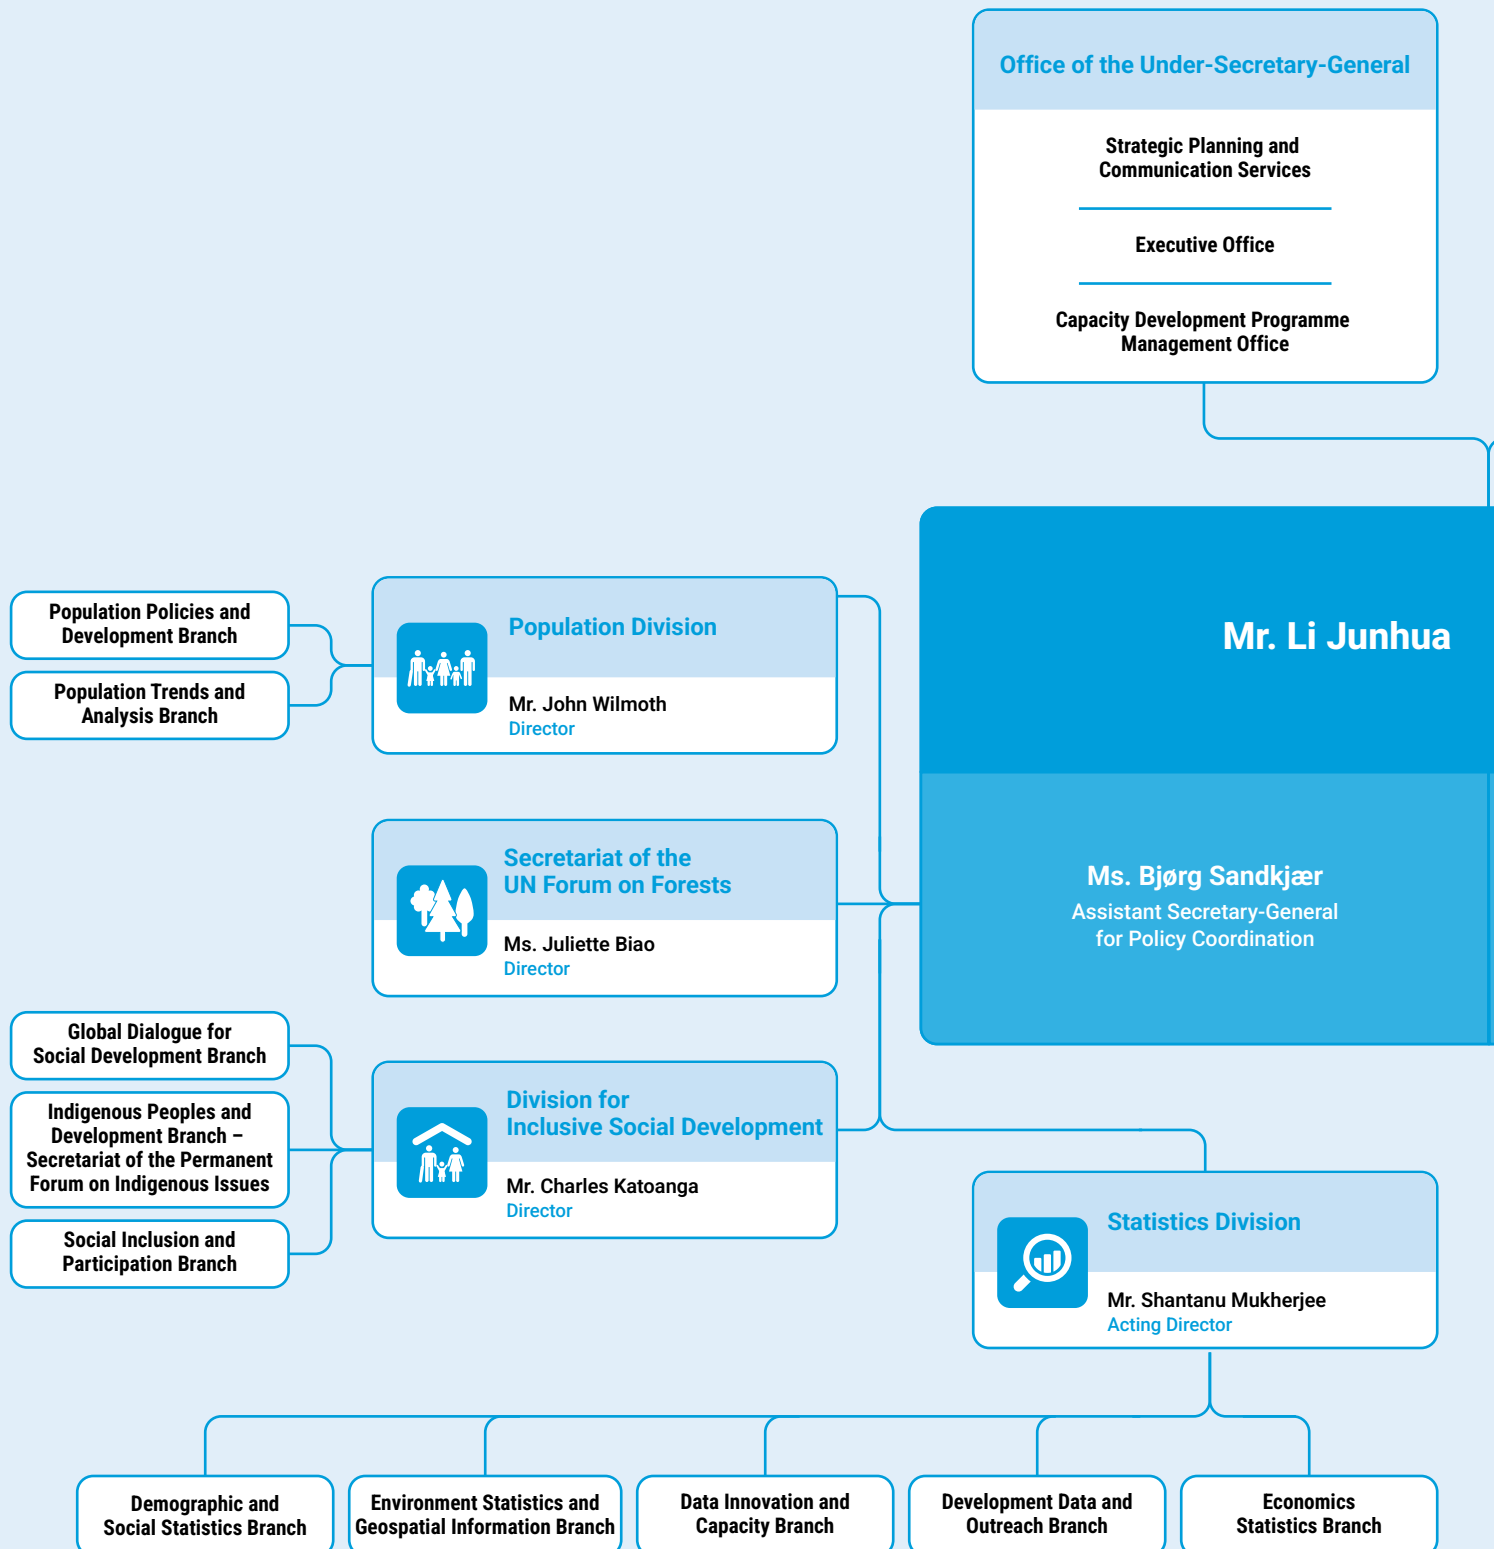 Office of the Under-Secretary-General
Strategic Planning and
Communication Services
Executive Office
Capacity Development Programme
Management Office
Mr. Li Junhua
Ms. Bjørg Sandkjær
Assistant Secretary-General
for Policy Coordination
Population Division
Mr. John Wilmoth
Director
Population Policies and
Development Branch
Population Trends and
Analysis Branch
Secretariat of the
UN Forum on Forests
Ms. Juliette Biao
Director
Division for
Inclusive Social Development
Mr. Charles Katoanga
Director
Global Dialogue for
Social Development Branch
Indigenous Peoples and
Development Branch –
Secretariat of the Permanent
Forum on Indigenous Issues
Social Inclusion and
Participation Branch
Statistics Division
Mr. Shantanu Mukherjee
Acting Director
Demographic and
Social Statistics Branch
Environment Statistics and
Geospatial Information Branch
Data Innovation and
Capacity Branch
Development Data and
Outreach Branch
Economics
Statistics Branch